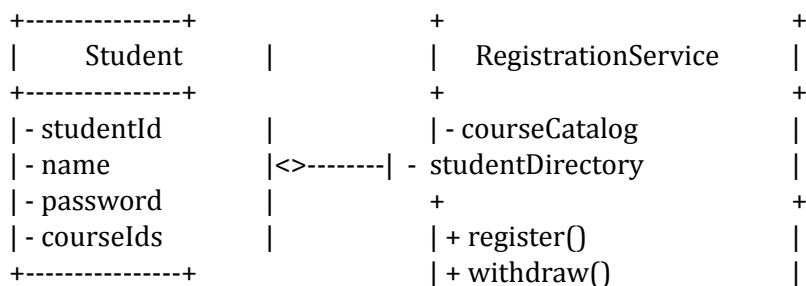 +----------------+ + +
| Student | | RegistrationService |
+----------------+ + +
| - studentId | | - courseCatalog |
| - name |<>--------| - studentDirectory |
| - password | + +
| - courseIds | | + register() |
+----------------+ | + withdraw() |